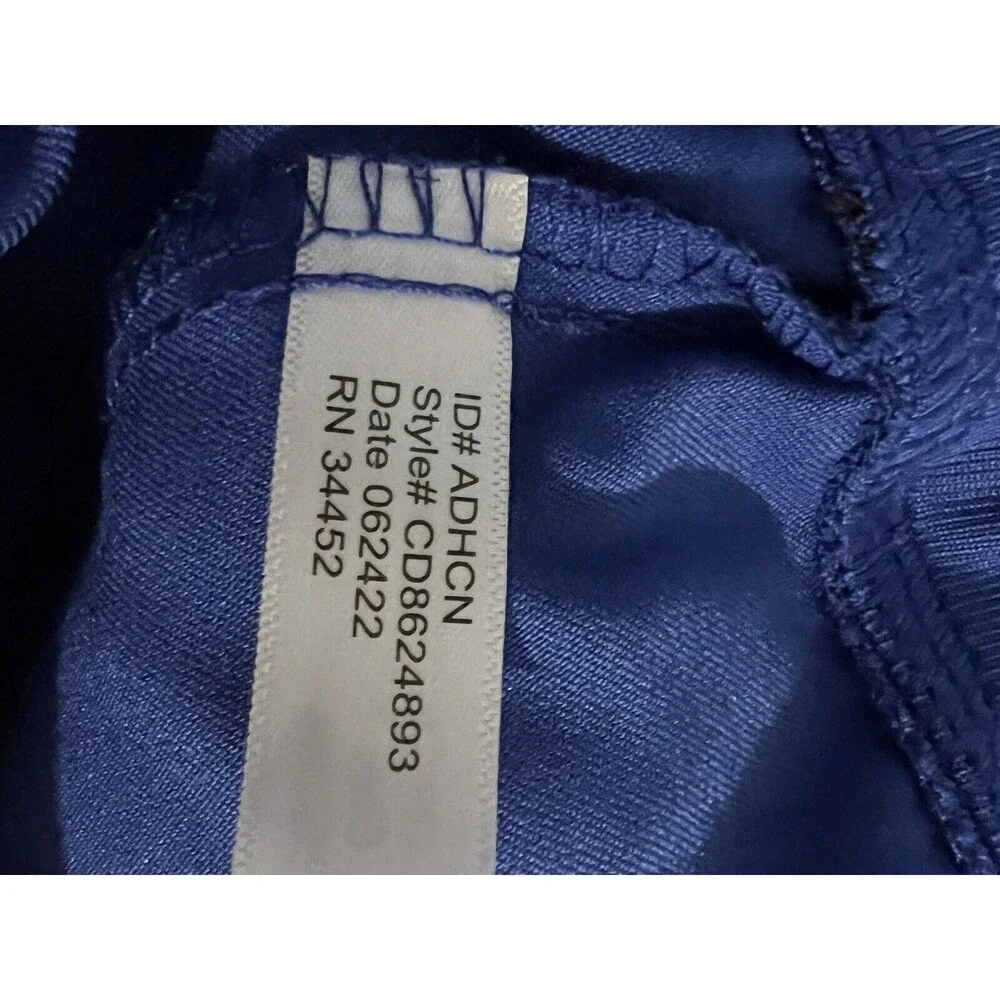 ID# ADHCN
Style# CD8624893
Date 062422
RN 34452